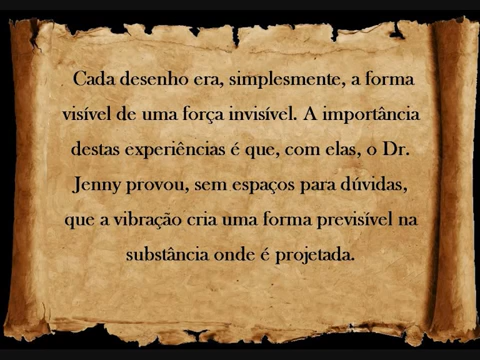 Cada desenho era, simplesmente, a forma
visível de uma força invisível. A importância
destas experiências é que, com elas, o Dr.
Jenny provou, sem espaços para dúvidas,
que a vibração cria uma forma previsível na
substância onde é projetada.